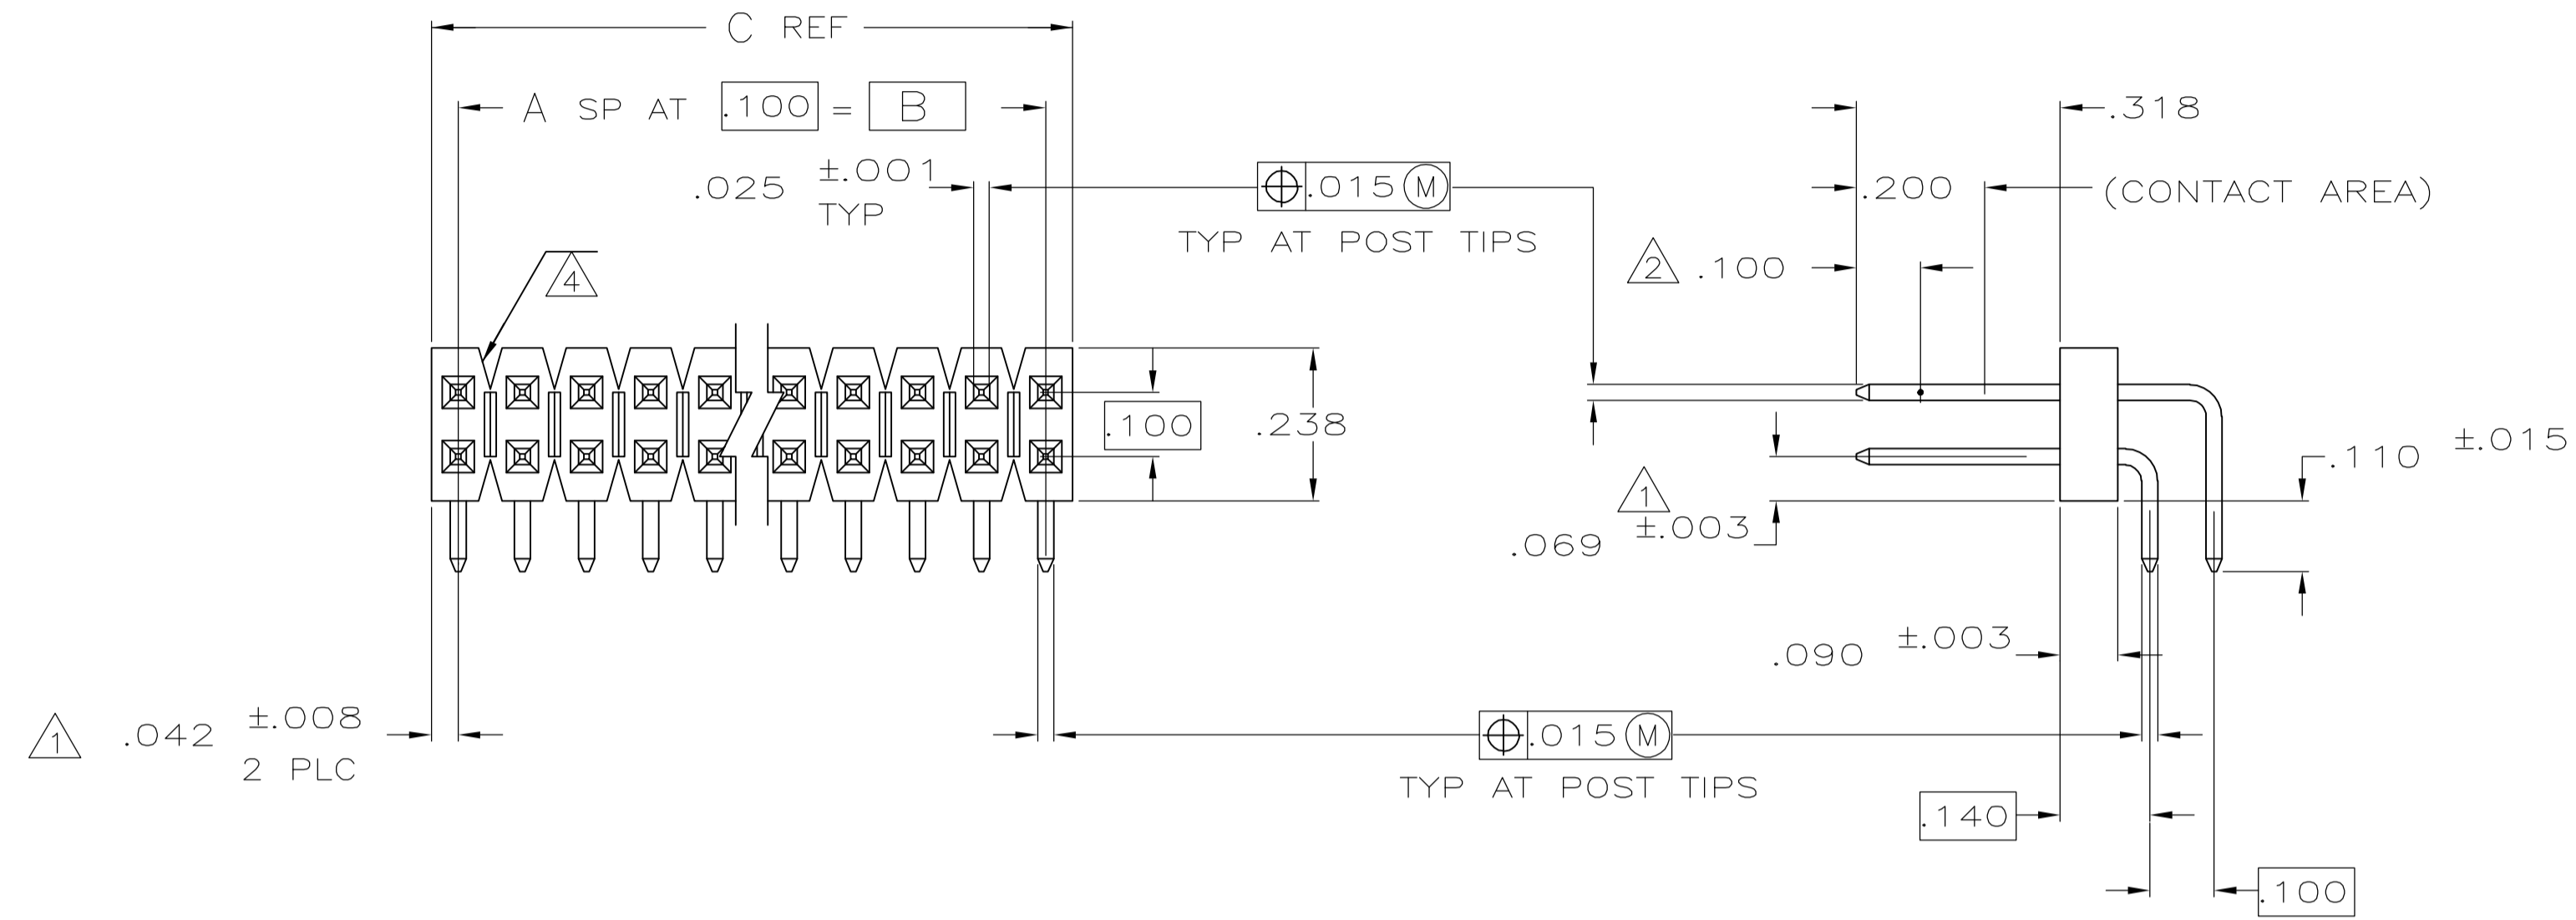 C REF
A SP AT .100 = B
.318
.025 ±.001 TYP
⌖ .015 Ⓜ
TYP AT POST TIPS
.200 (CONTACT AREA)
2 .100
4
.100
.238
.110 ±.015
1
.069 ±.003
.090 ±.003
1 .042 ±.008
2 PLC
⌖ .015 Ⓜ
TYP AT POST TIPS
.140
.100